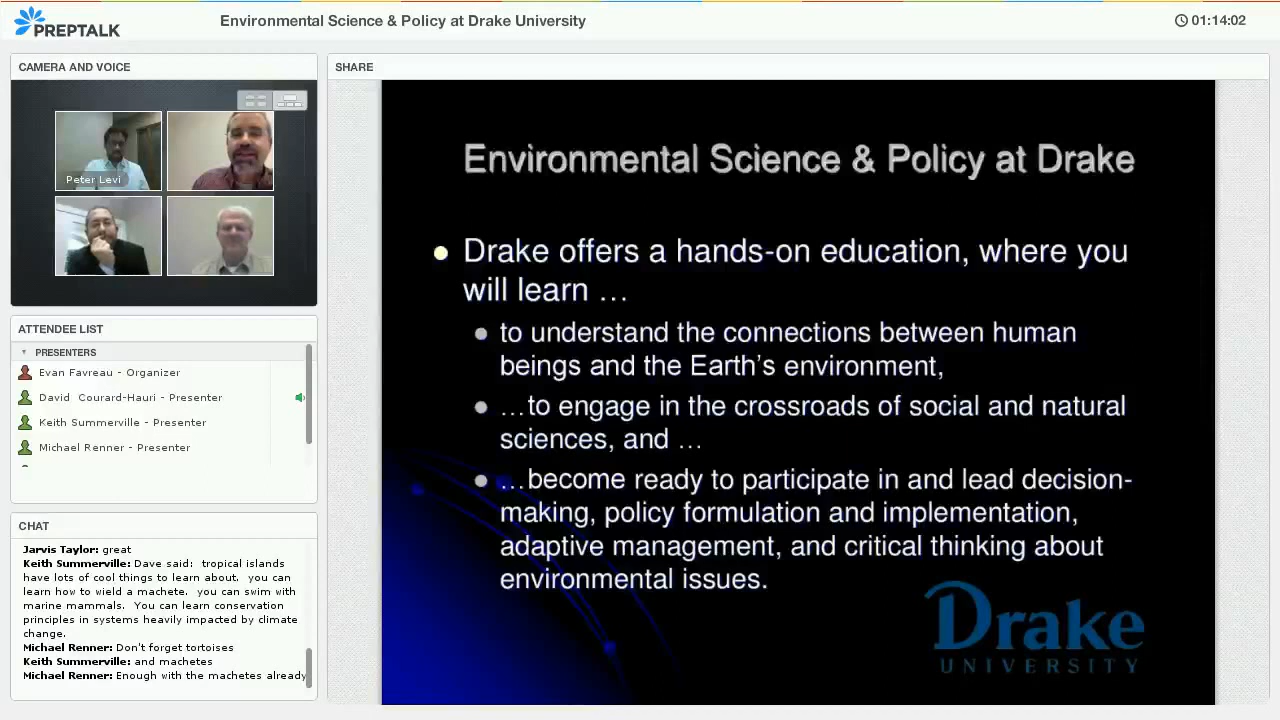 PREPTALK
Environmental Science & Policy at Drake University
01:14:02
CAMERA AND VOICE
Peter Levi
ATTENDEE LIST
PRESENTERS
Evan Favreau - Organizer
David Courard-Hauri - Presenter
Keith Summerville - Presenter
Michael Renner - Presenter
CHAT
Jarvis Taylor: great
Keith Summerville: Dave said: tropical islands
have lots of cool things to learn about. you can
learn how to wield a machete. you can swim with
marine mammals. You can learn conservation
principles in systems heavily impacted by climate
change.
Michael Renner: Don't forget tortoises
Keith Summerville: and machetes
Michael Renner: Enough with the machetes already
SHARE
Environmental Science & Policy at Drake
Drake offers a hands-on education, where you
will learn …
to understand the connections between human
beings and the Earth's environment,
…to engage in the crossroads of social and natural
sciences, and …
…become ready to participate in and lead decision-
making, policy formulation and implementation,
adaptive management, and critical thinking about
environmental issues.
Drake
UNIVERSITY